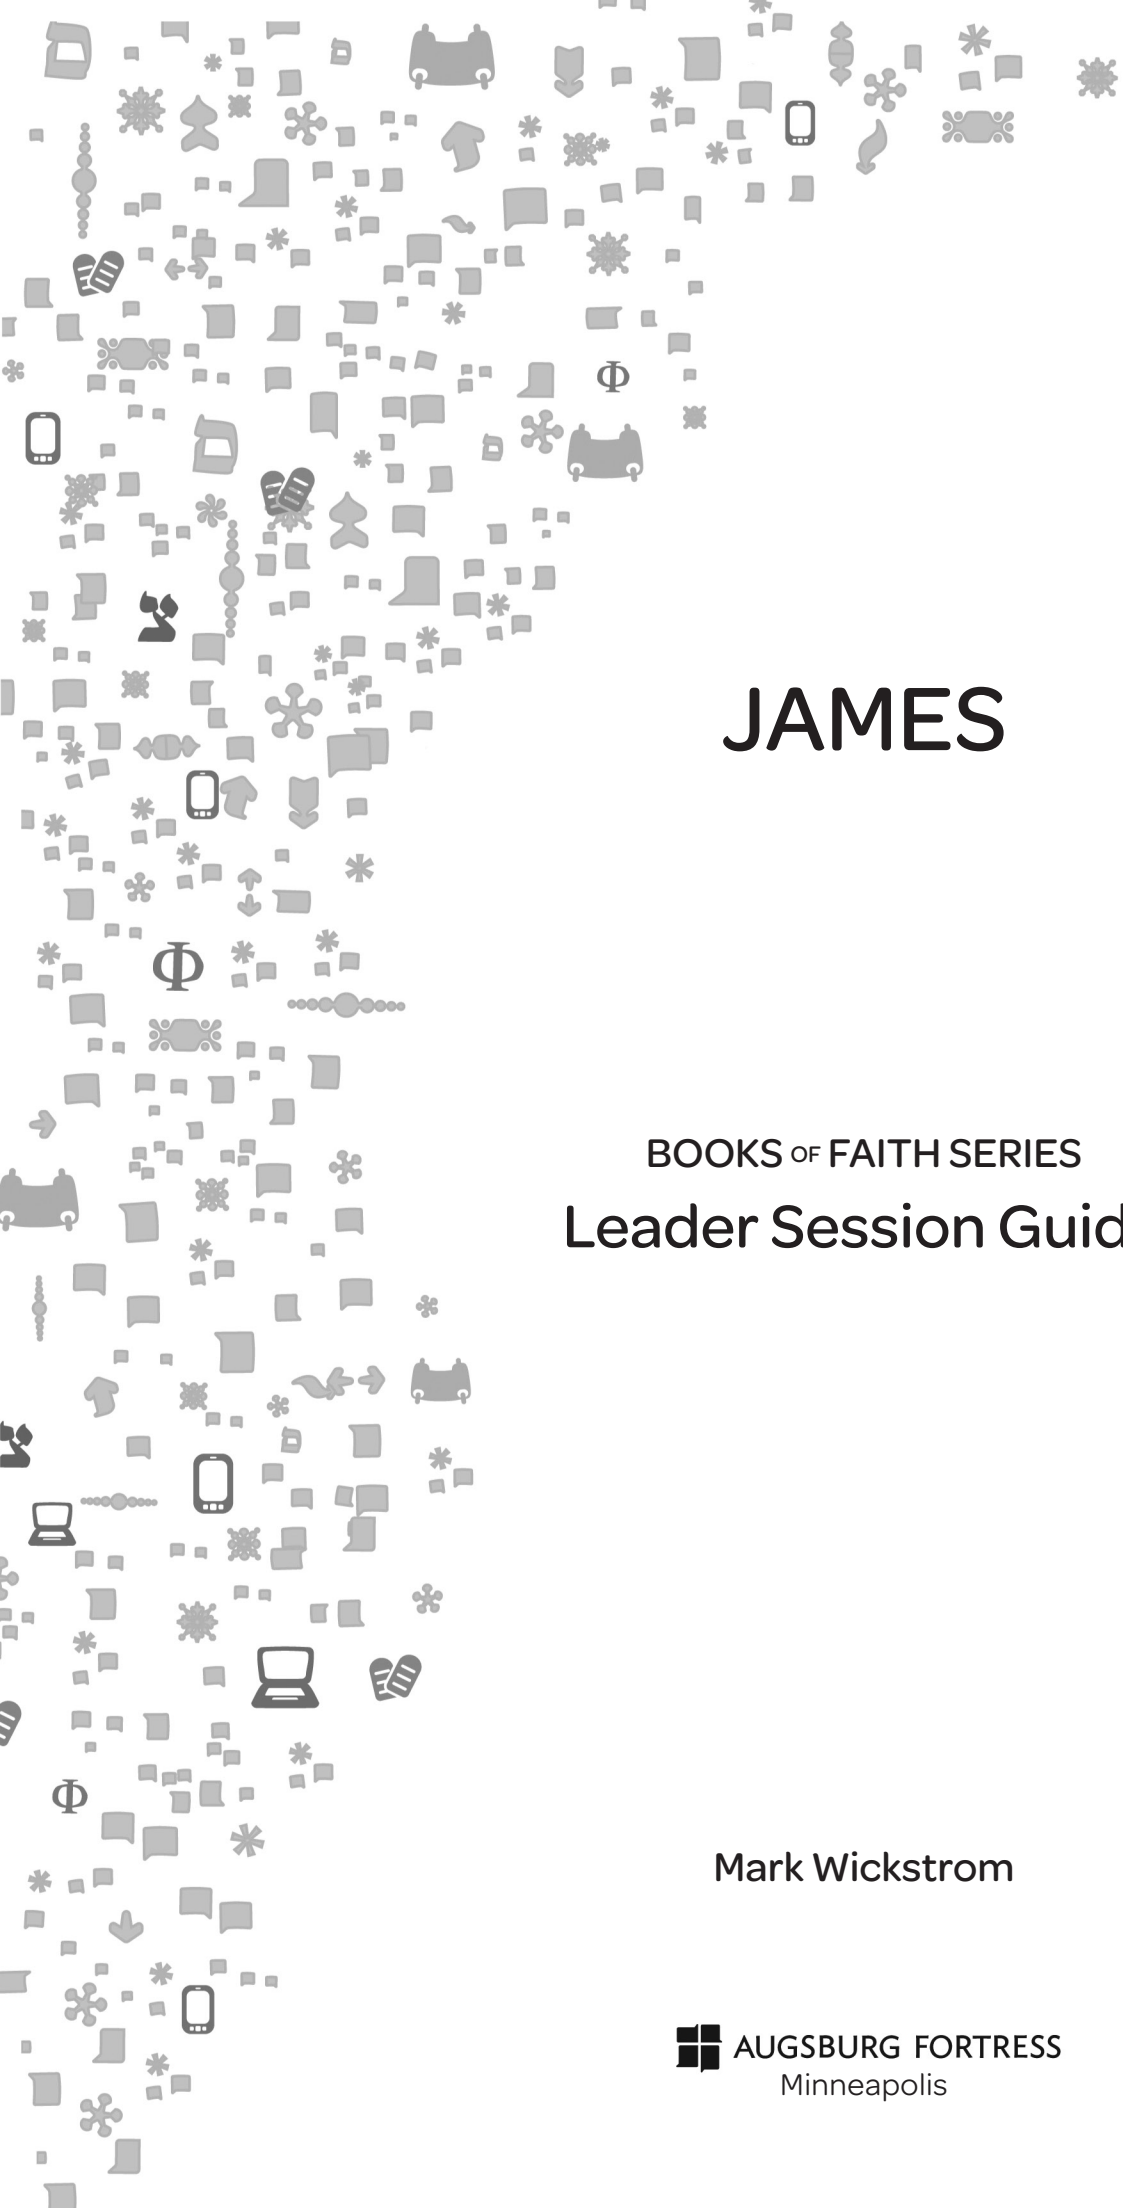 JAMES
BOOKS OF FAITH SERIES
Leader Session Guid
Mark Wickstrom
AUGSBURG FORTRESS
Minneapolis